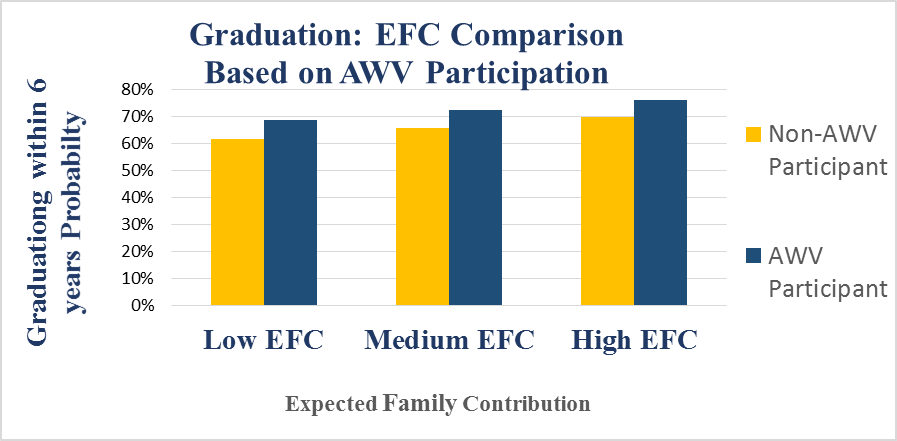 Graduation: EFC Comparison
Based on AWV Participation
Graduationg within 6
years Probabilty
80%
70%
60%
50%
40%
30%
20%
10%
0%
Low EFC
Medium EFC
High EFC
Expected Family Contribution
Non-AWV
Participant
AWV
Participant